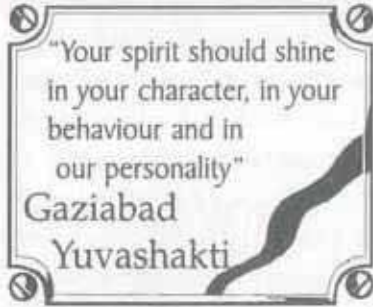 "Your spirit should shine
in your character, in your
behaviour and in
our personality"
Gaziabad
Yuvashakti